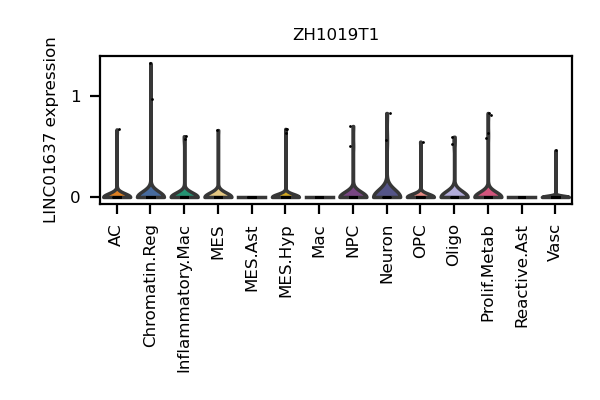 ZH1019T1
LINC01637 expression
1
0
AC
Chromatin.Reg
Inflammatory.Mac
MES
MES.Ast
MES.Hyp
Mac
NPC
Neuron
OPC
Oligo
Prolif.Metab
Reactive.Ast
Vasc